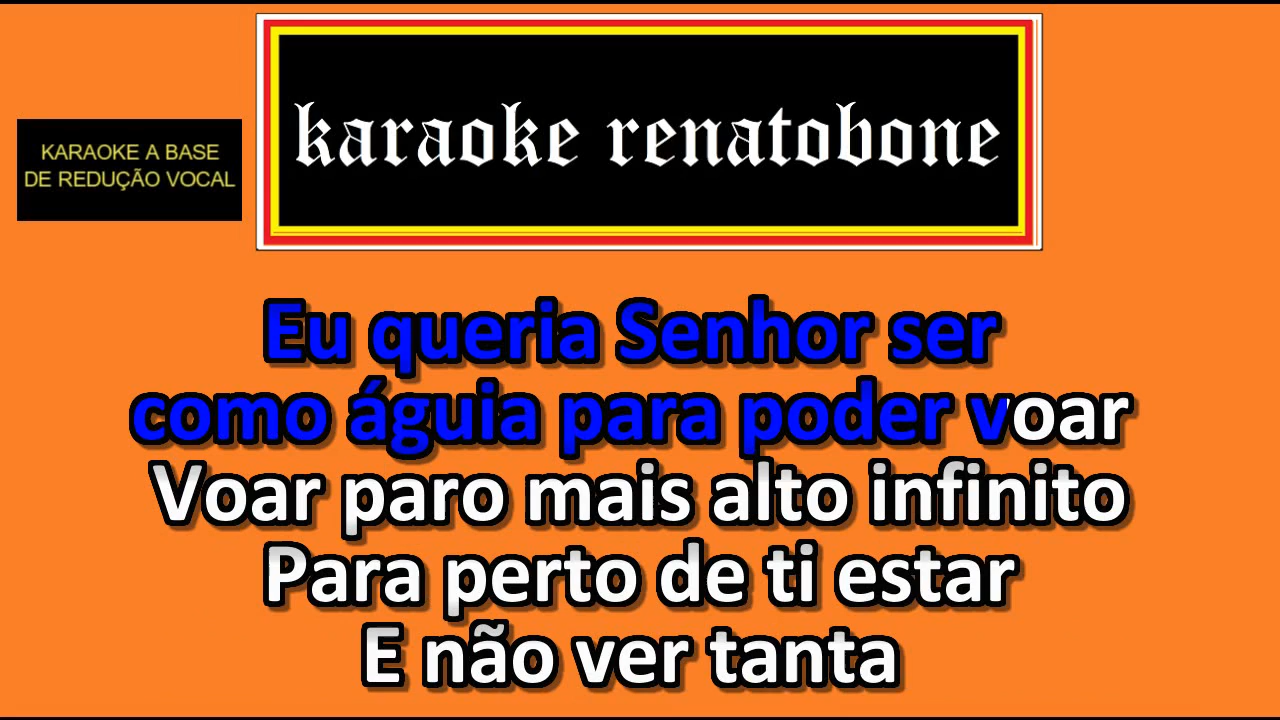 karaoke renatobone
KARAOKE A BASE
DE REDUÇÃO VOCAL
Eu queria Senhor ser
como águia para poder voar
Voar paro mais alto infinito
Para perto de ti estar
E não ver tanta